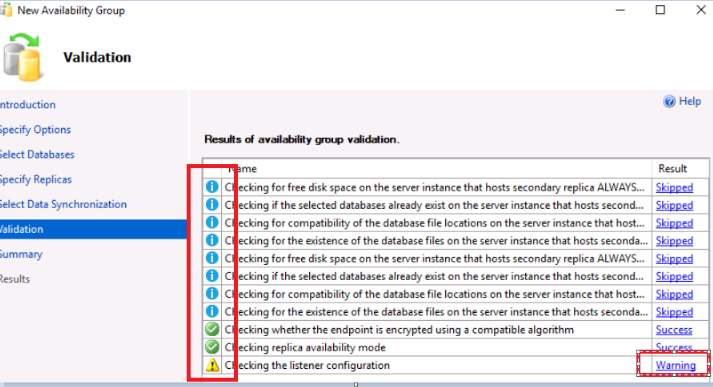 New Availability Group
Validation
Introduction
Specify Options
Select Databases
Specify Replicas
Select Data Synchronization
Validation
Summary
Results
Help
Results of availability group validation.
Name Result
Checking for free disk space on the server instance that hosts secondary replica ALWAYS... Skipped
Checking if the selected databases already exist on the server instance that hosts second... Skipped
Checking for compatibility of the database file locations on the server instance that host... Skipped
Checking for the existence of the database files on the server instance that hosts seconda... Skipped
Checking for free disk space on the server instance that hosts secondary replica ALWAYS... Skipped
Checking if the selected databases already exist on the server instance that hosts second... Skipped
Checking for compatibility of the database file locations on the server instance that host... Skipped
Checking for the existence of the database files on the server instance that hosts seconda... Skipped
Checking whether the endpoint is encrypted using a compatible algorithm Success
Checking replica availability mode Success
Checking the listener configuration Warning